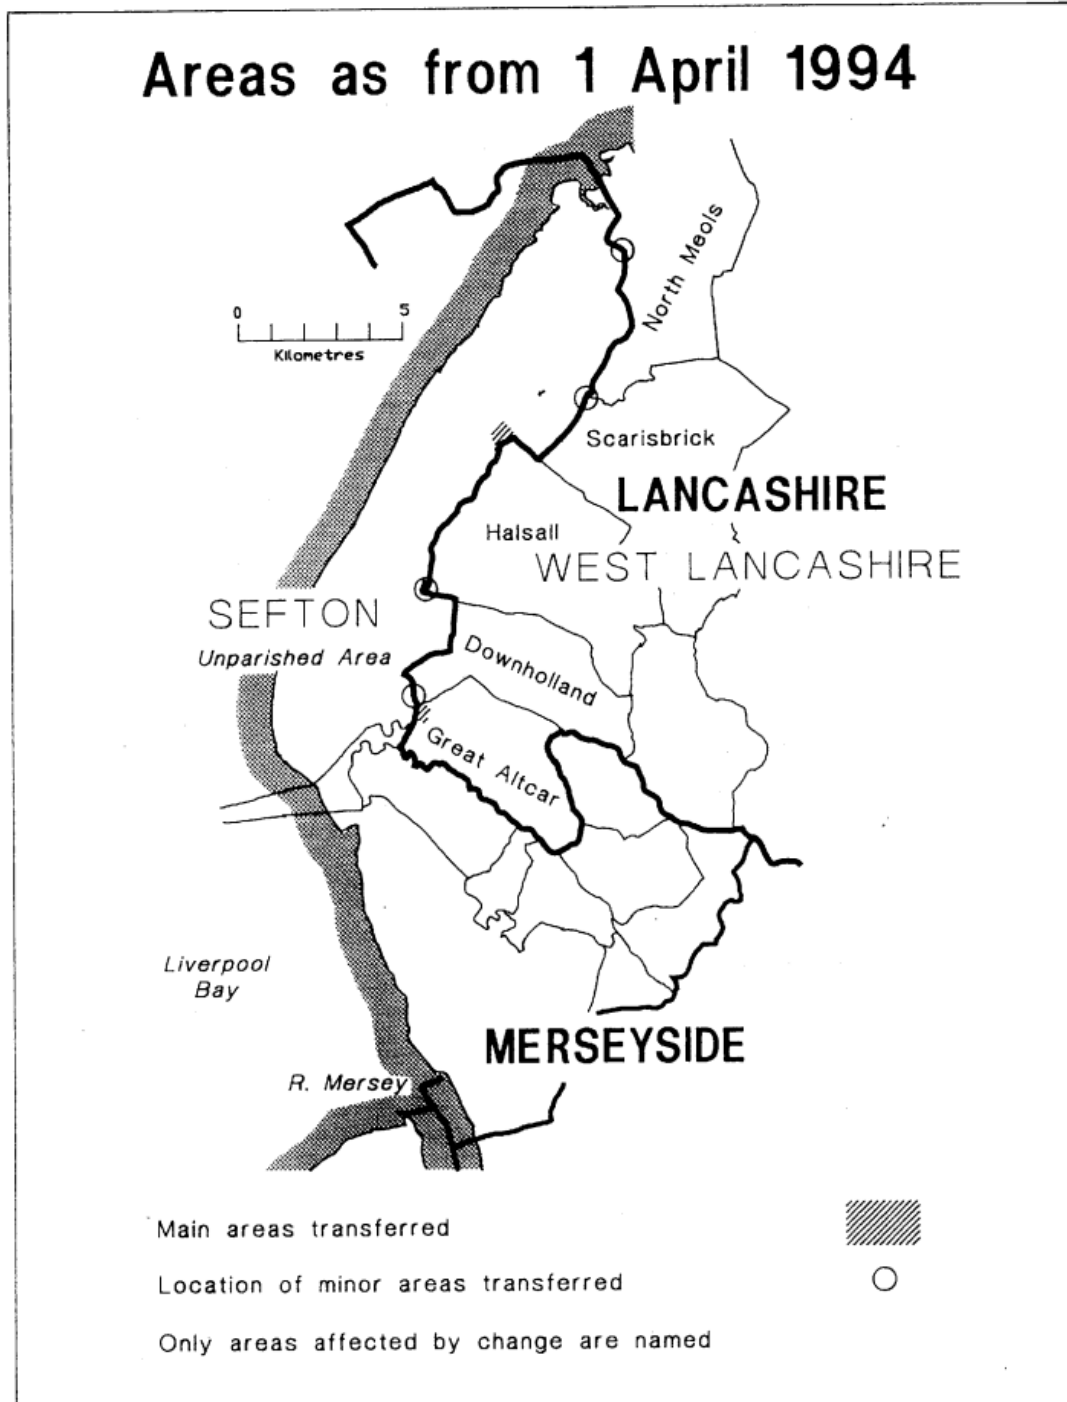 Areas as from 1 April 1994
0 5
Kilometres
North Meols
Scarisbrick
LANCASHIRE
Halsall
WEST LANCASHIRE
SEFTON
Unparished Area
Downholland
Great Altcar
Liverpool
Bay
MERSEYSIDE
R. Mersey
Main areas transferred
Location of minor areas transferred
Only areas affected by change are named